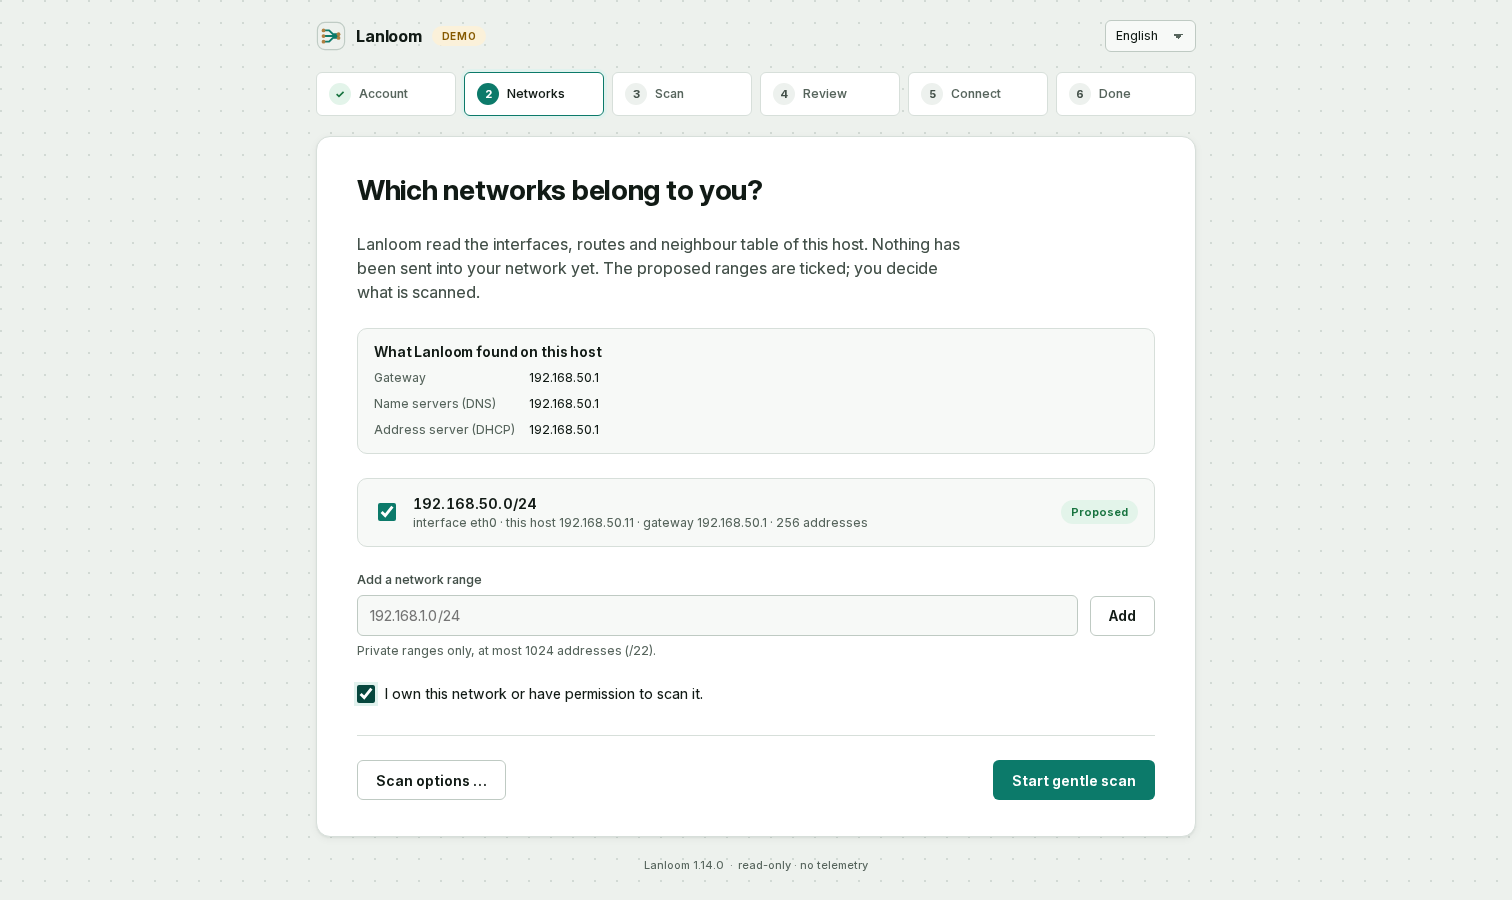 Lanloom DEMO
English
Account
2 Networks
3 Scan
4 Review
5 Connect
6 Done
Which networks belong to you?
Lanloom read the interfaces, routes and neighbour table of this host. Nothing has
been sent into your network yet. The proposed ranges are ticked; you decide
what is scanned.
What Lanloom found on this host
Gateway 192.168.50.1
Name servers (DNS) 192.168.50.1
Address server (DHCP) 192.168.50.1
192.168.50.0/24
interface eth0 · this host 192.168.50.11 · gateway 192.168.50.1 · 256 addresses
Proposed
Add a network range
192.168.1.0/24
Add
Private ranges only, at most 1024 addresses (/22).
I own this network or have permission to scan it.
Scan options …
Start gentle scan
Lanloom 1.14.0 · read-only · no telemetry